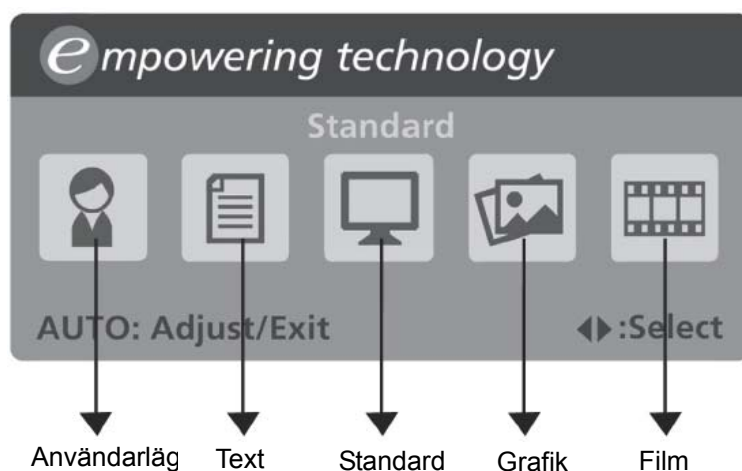 empowering technology
Standard
AUTO: Adjust/Exit ◀▶:Select
Användarläg Text Standard Grafik Film